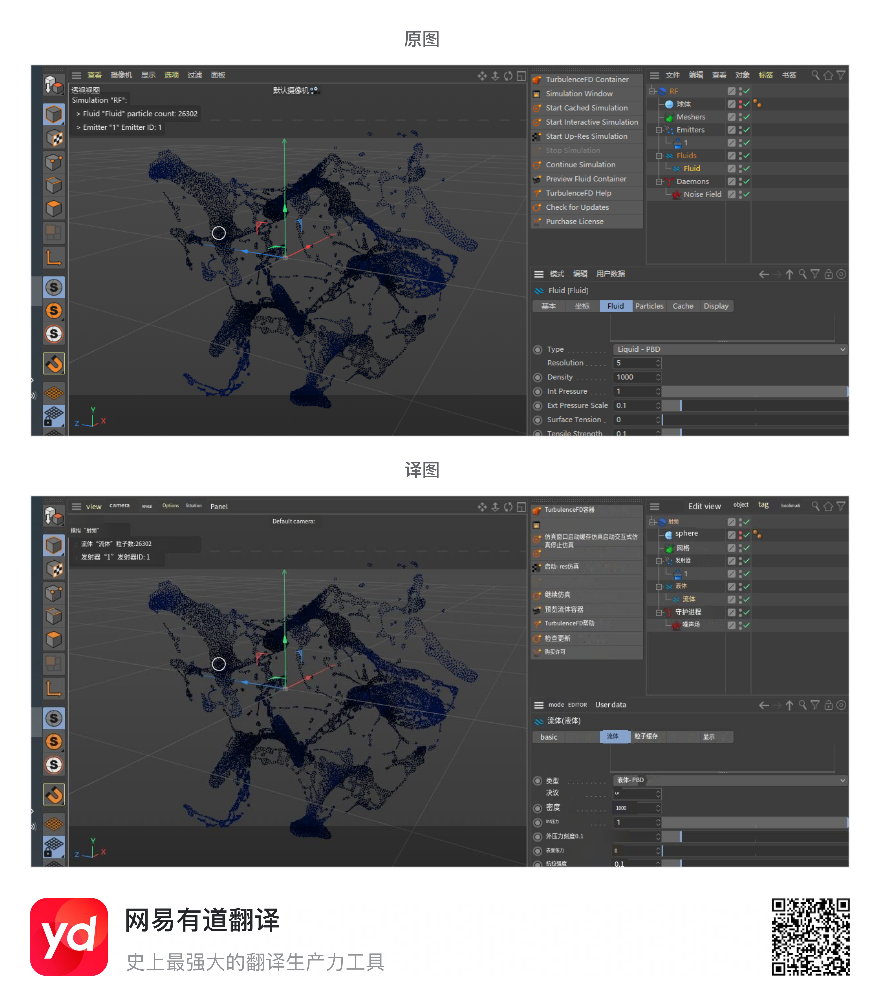 原图
查看 摄像机 显示 选项 过滤 面板
透视视图
默认摄像机
Simulation "RF":
> Fluid "Fluid" particle count: 26302
> Emitter "1" Emitter ID: 1
Y
Z X
TurbulenceFD Container
Simulation Window
Start Cached Simulation
Start Interactive Simulation
Start Up-Res Simulation
Stop Simulation
Continue Simulation
Preview Fluid Container
TurbulenceFD Help
Check for Updates
Purchase License
文件 编辑 查看 对象 标签 书签
RF
球体
Meshers
Emitters
1
Fluids
Fluid
Daemons
Noise Field
模式 编辑 用户数据
Fluid [Fluid]
基本 坐标 Fluid Particles Cache Display
Type Liquid - PBD
Resolution 5
Density 1000
Int Pressure 1
Ext Pressure Scale 0.1
Surface Tension 0
Tensile Strength 0.1
译图
view camera Options Panel
Default camera:
模拟“射频”
流体“流体”粒子数:26302
发射器“1”发射器ID: 1
Y
Z X
TurbulenceFD容器
仿真窗口启动缓存仿真启动交互式仿
真停止仿真
启动- res仿真
继续仿真
预型流体容器
TurbulenceFD帮助
检查更新
购买许可
Edit view object tag bookmark
射频
sphere
网格
发射器
1
液体
流体
守护进程
噪声场
mode EDITOR User data
流体(液体)
basic 流体 粒子缓存 显示
类型 液体- PBD
决议
密度 1000
1
外压力刻度0.1
表面张力 0
抗拉强度 0.1
yd
网易有道翻译
史上最强大的翻译生产力工具